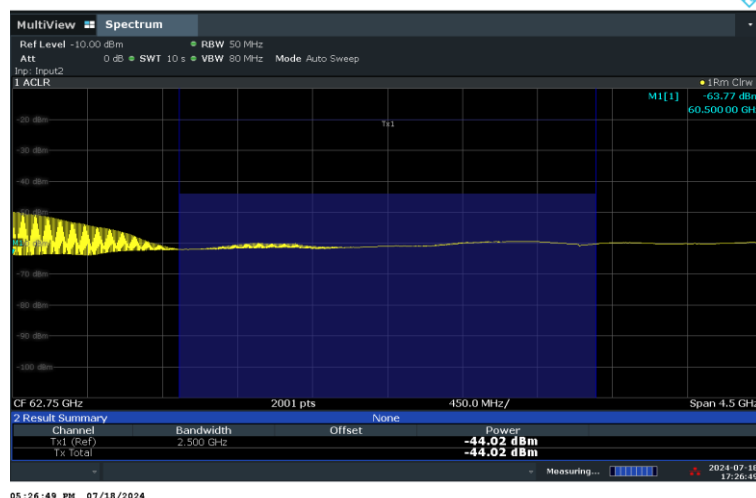 MultiView Spectrum
Ref Level -10.00 dBm RBW 50 MHz
Att 0 dB SWT 10 s VBW 80 MHz Mode Auto Sweep
Inp: Input2
1 ACLR 1Rm Clrw
M1[1] -63.77 dBm
60.50000 GHz
Tx1
-20 dBm
-30 dBm
-40 dBm
-50 dBm
M1
-70 dBm
-80 dBm
-90 dBm
-100 dBm
CF 62.75 GHz 2001 pts 450.0 MHz/ Span 4.5 GHz
2 Result Summary None
Channel Bandwidth Offset Power
Tx1 (Ref) 2.500 GHz -44.02 dBm
Tx Total -44.02 dBm
Measuring... 2024-07-18
17:26:49
05:26:49 PM 07/18/2024